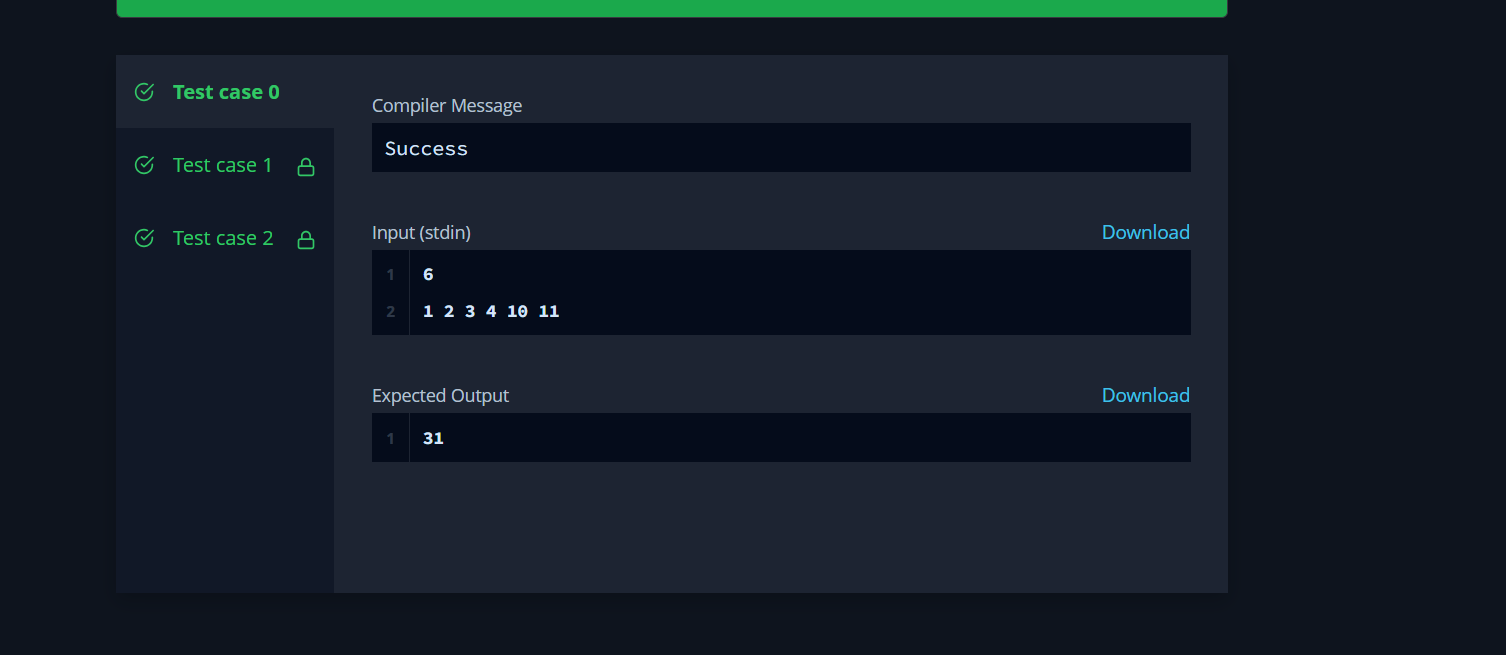 Test case 0
Test case 1
Test case 2
Compiler Message
Success
Input (stdin)
Download
1 6
2 1 2 3 4 10 11
Expected Output
Download
1 31